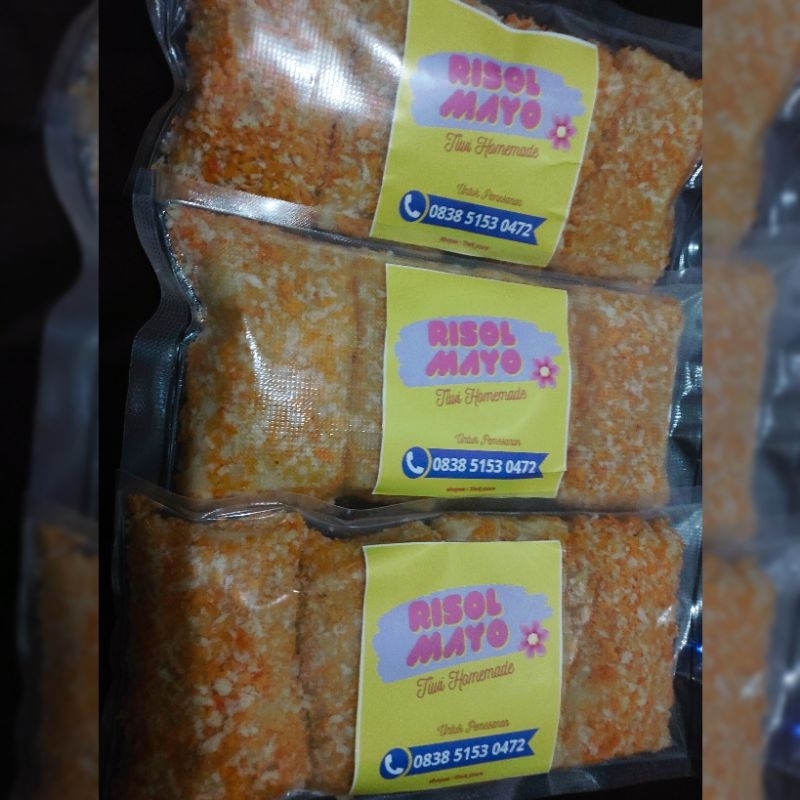 RISOL
MAYO
Tiwi Homemade
Untuk Pemesanan
0838 5153 0472
RISOL
MAYO
Tiwi Homemade
Untuk Pemesanan
0838 5153 0472
RISOL
MAYO
Tiwi Homemade
Untuk Pemesanan
0838 5153 0472